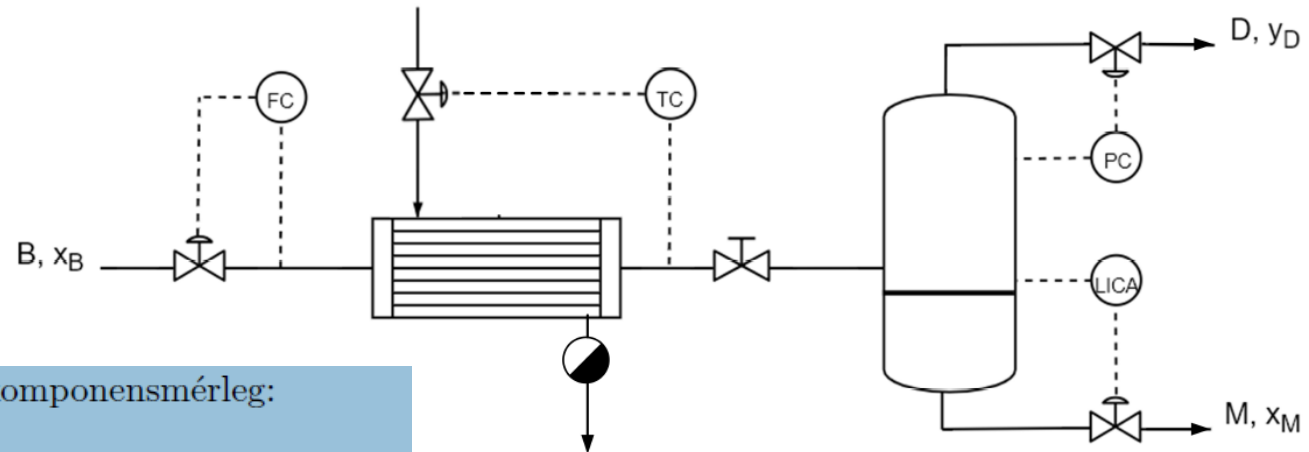 D, yD
FC
TC
PC
B, xB
LICA
omponensmérleg:
M, xM